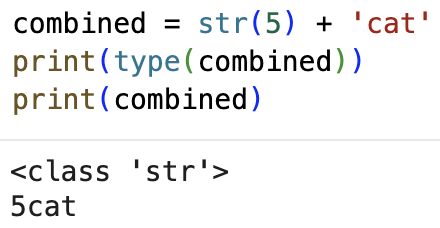 combined = str(5) + 'cat'
print(type(combined))
print(combined)
<class 'str'>
5cat